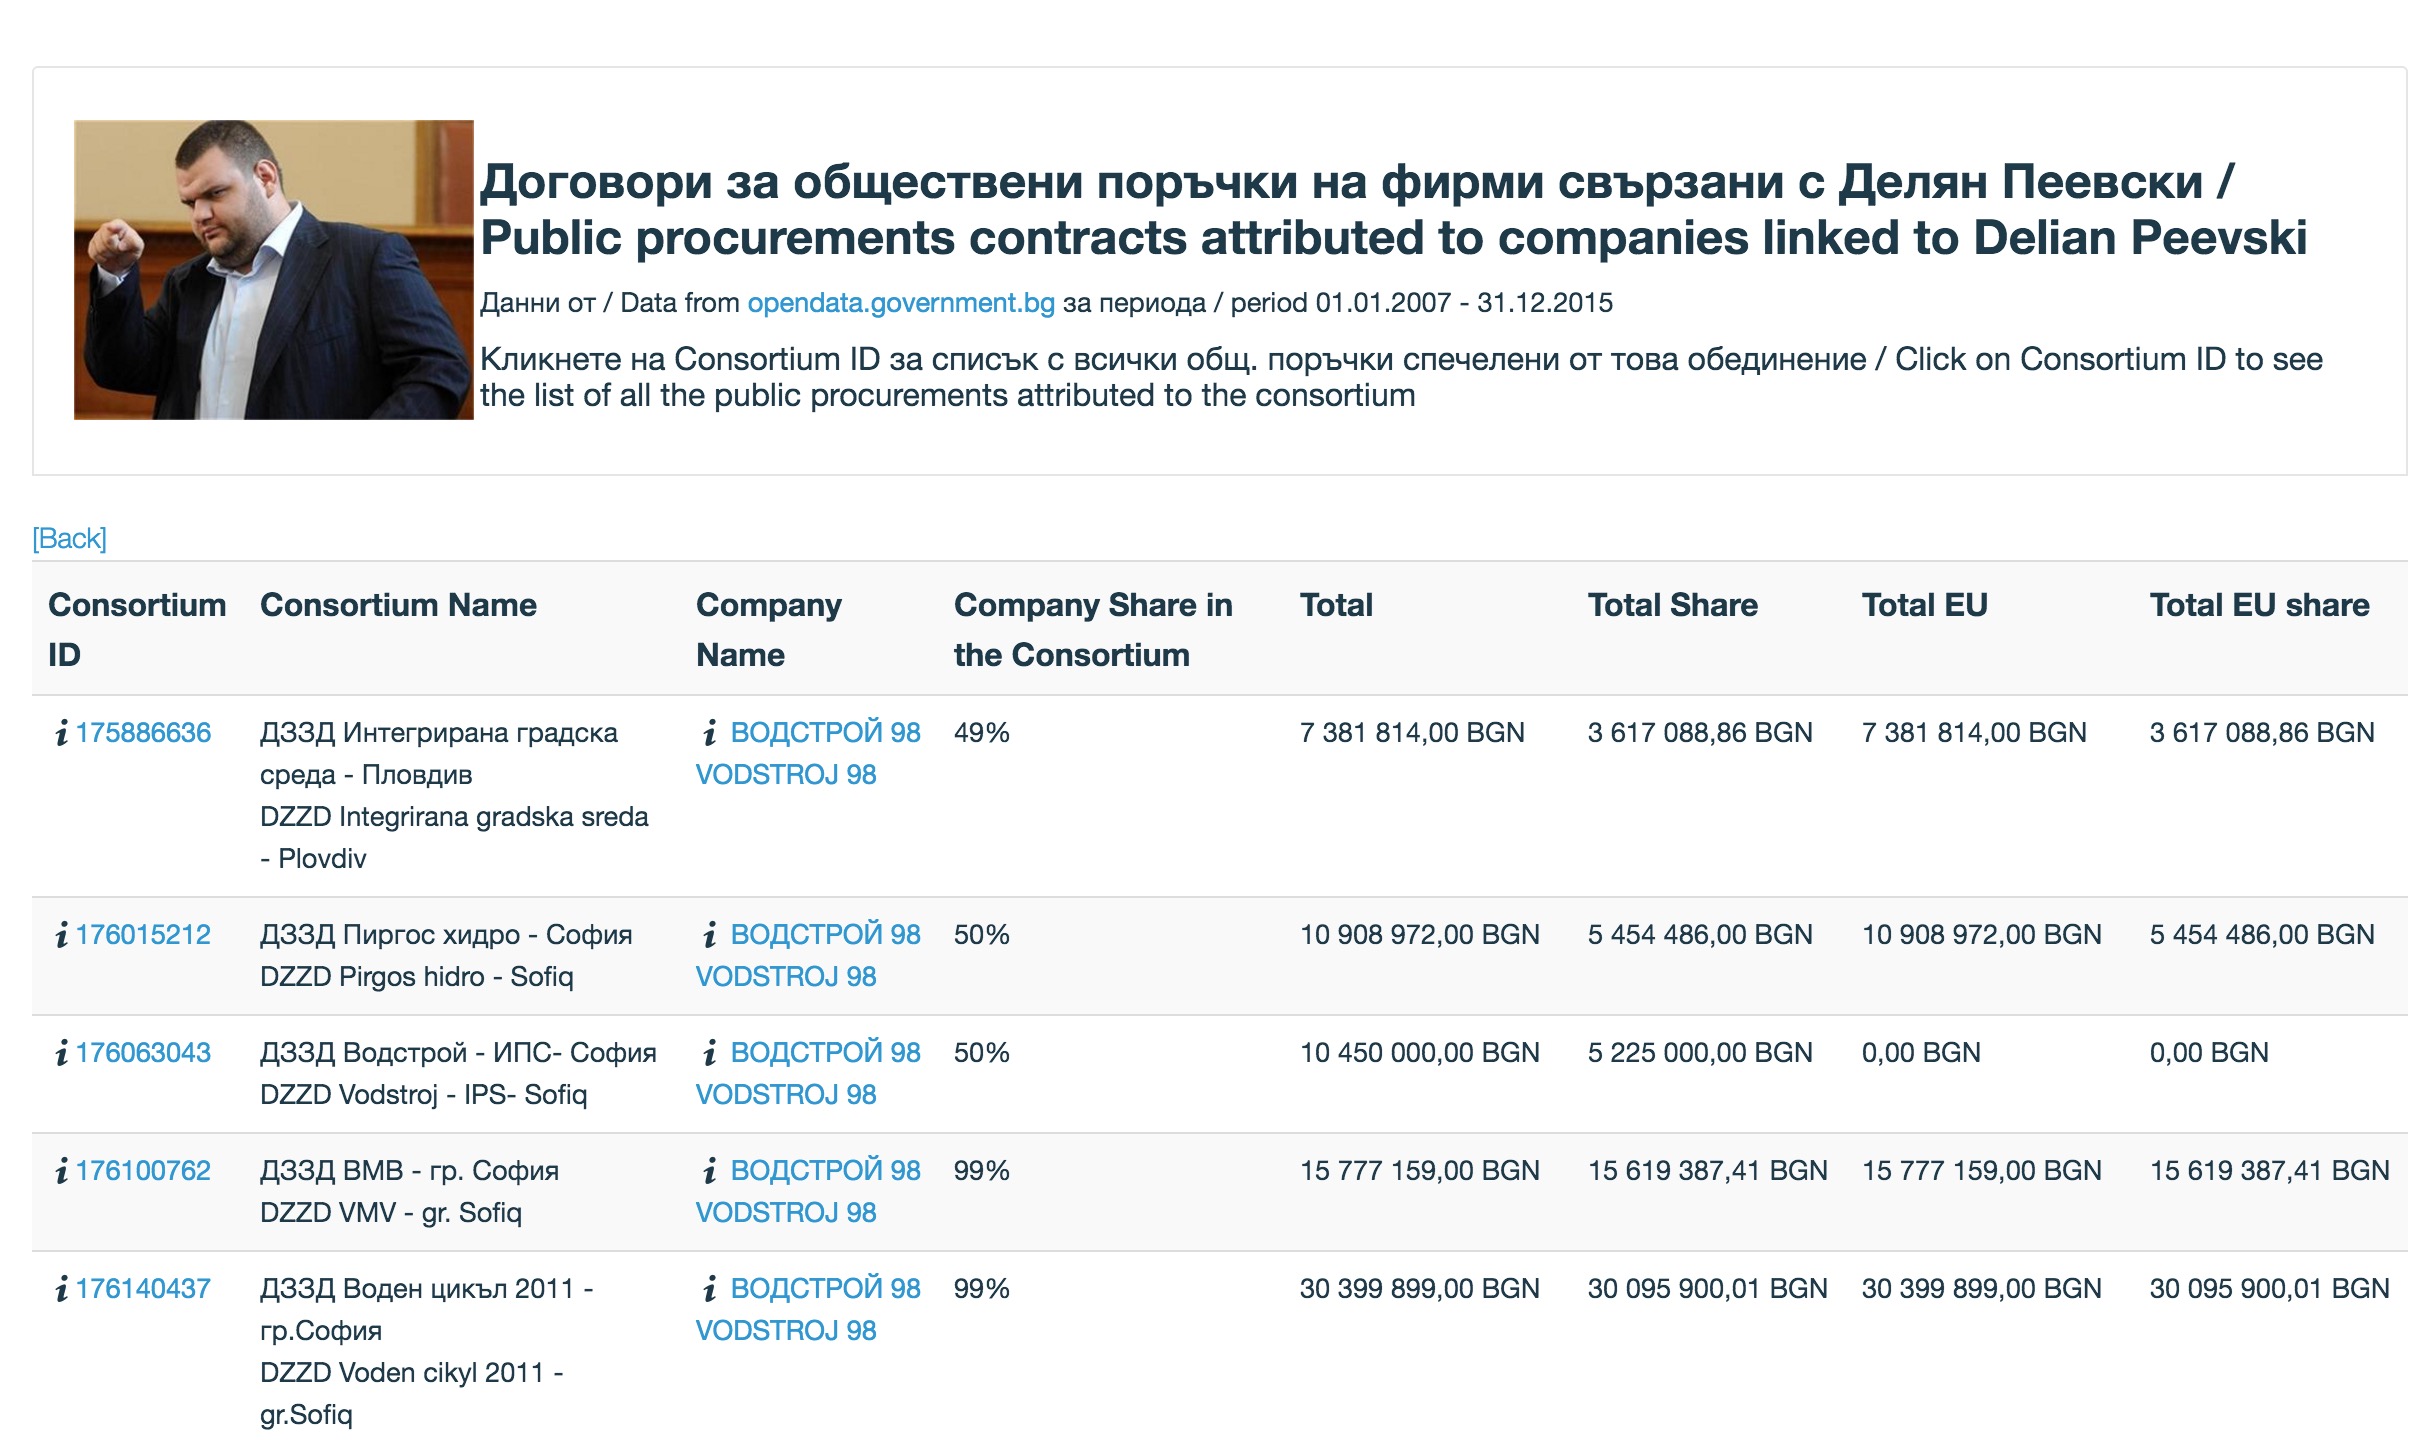 Договори за обществени поръчки на фирми свързани с Делян Пеевски /
Public procurements contracts attributed to companies linked to Delian Peevski
Данни от / Data from opendata.government.bg за периода / period 01.01.2007 - 31.12.2015
Кликнете на Consortium ID за списък с всички общ. поръчки спечелени от това обединение / Click on Consortium ID to see
the list of all the public procurements attributed to the consortium
[Back]
Consortium ID Consortium Name Company Name Company Share in the Consortium Total Total Share Total EU Total EU share
i 175886636 ДЗЗД Интегрирана градска i ВОДСТРОЙ 98 49% 7 381 814,00 BGN 3 617 088,86 BGN 7 381 814,00 BGN 3 617 088,86 BGN
среда - Пловдив VODSTROJ 98
DZZD Integrirana gradska sreda
- Plovdiv
i 176015212 ДЗЗД Пиргос хидро - София i ВОДСТРОЙ 98 50% 10 908 972,00 BGN 5 454 486,00 BGN 10 908 972,00 BGN 5 454 486,00 BGN
DZZD Pirgos hidro - Sofiq VODSTROJ 98
i 176063043 ДЗЗД Водстрой - ИПС- София i ВОДСТРОЙ 98 50% 10 450 000,00 BGN 5 225 000,00 BGN 0,00 BGN 0,00 BGN
DZZD Vodstroj - IPS- Sofiq VODSTROJ 98
i 176100762 ДЗЗД ВМВ - гр. София i ВОДСТРОЙ 98 99% 15 777 159,00 BGN 15 619 387,41 BGN 15 777 159,00 BGN 15 619 387,41 BGN
DZZD VMV - gr. Sofiq VODSTROJ 98
i 176140437 ДЗЗД Воден цикъл 2011 - i ВОДСТРОЙ 98 99% 30 399 899,00 BGN 30 095 900,01 BGN 30 399 899,00 BGN 30 095 900,01 BGN
гр.София VODSTROJ 98
DZZD Voden cikyl 2011 -
gr.Sofiq